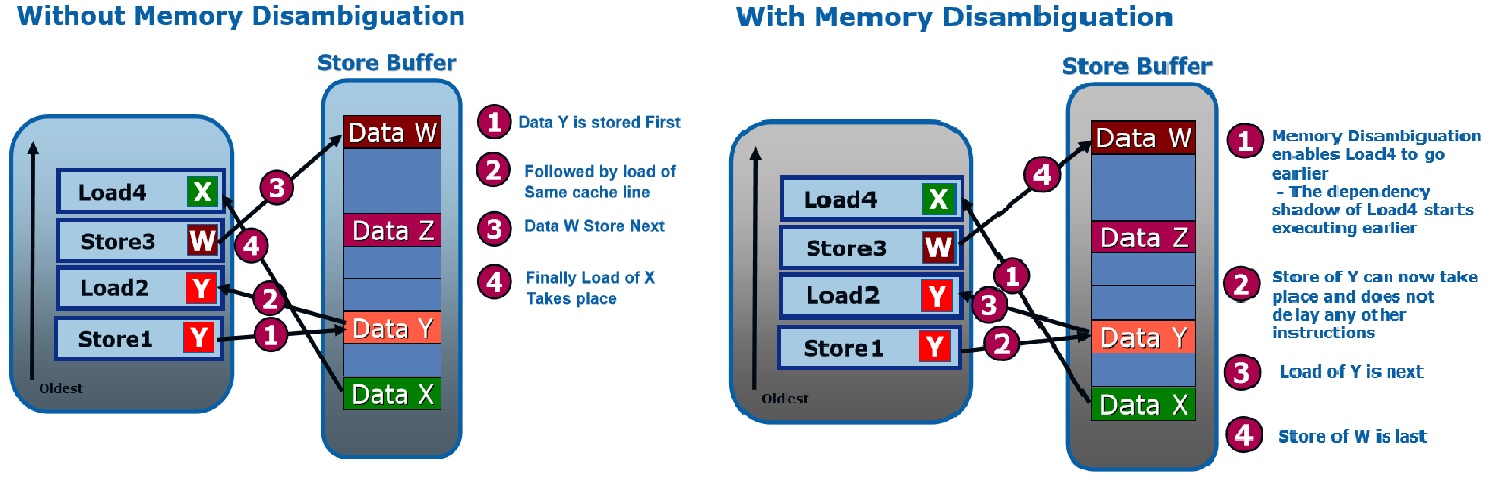 Without Memory Disambiguation
Store Buffer
Data W
Data Z
Data Y
Data X
Load4 X
Store3 W
Load2 Y
Store1 Y
Oldest
3
4
2
1
1 Data Y is stored First
2 Followed by load of
Same cache line
3 Data W Store Next
4 Finally Load of X
Takes place
With Memory Disambiguation
Store Buffer
Data W
Data Z
Data Y
Data X
Load4 X
Store3 W
Load2 Y
Store1 Y
Oldest
4
1
3
2
1 Memory Disambiguation
enables Load4 to go
earlier
- The dependency
shadow of Load4 starts
executing earlier
2 Store of Y can now take
place and does not
delay any other
instructions
3 Load of Y is next
4 Store of W is last